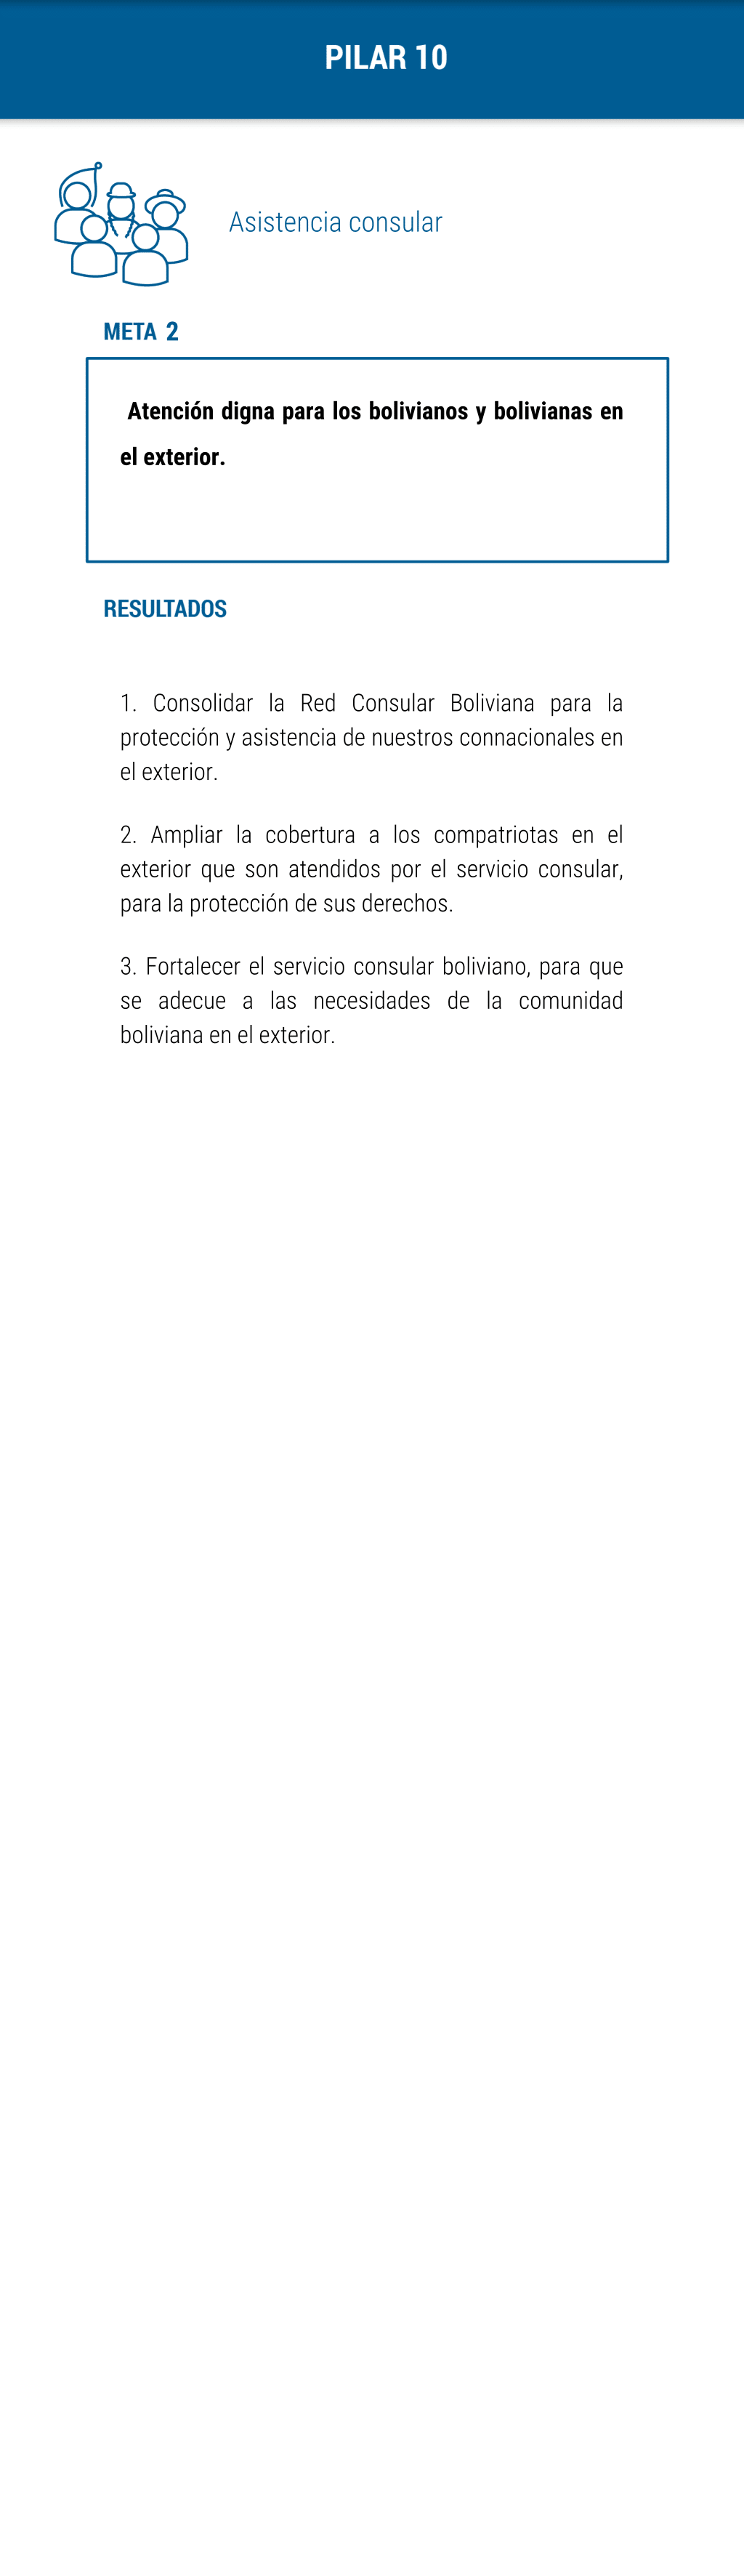 PILAR 10
Asistencia consular
META 2
Atención digna para los bolivianos y bolivianas en
el exterior.
RESULTADOS
1. Consolidar la Red Consular Boliviana para la
protección y asistencia de nuestros connacionales en
el exterior.
2. Ampliar la cobertura a los compatriotas en el
exterior que son atendidos por el servicio consular,
para la protección de sus derechos.
3. Fortalecer el servicio consular boliviano, para que
se adecue a las necesidades de la comunidad
boliviana en el exterior.